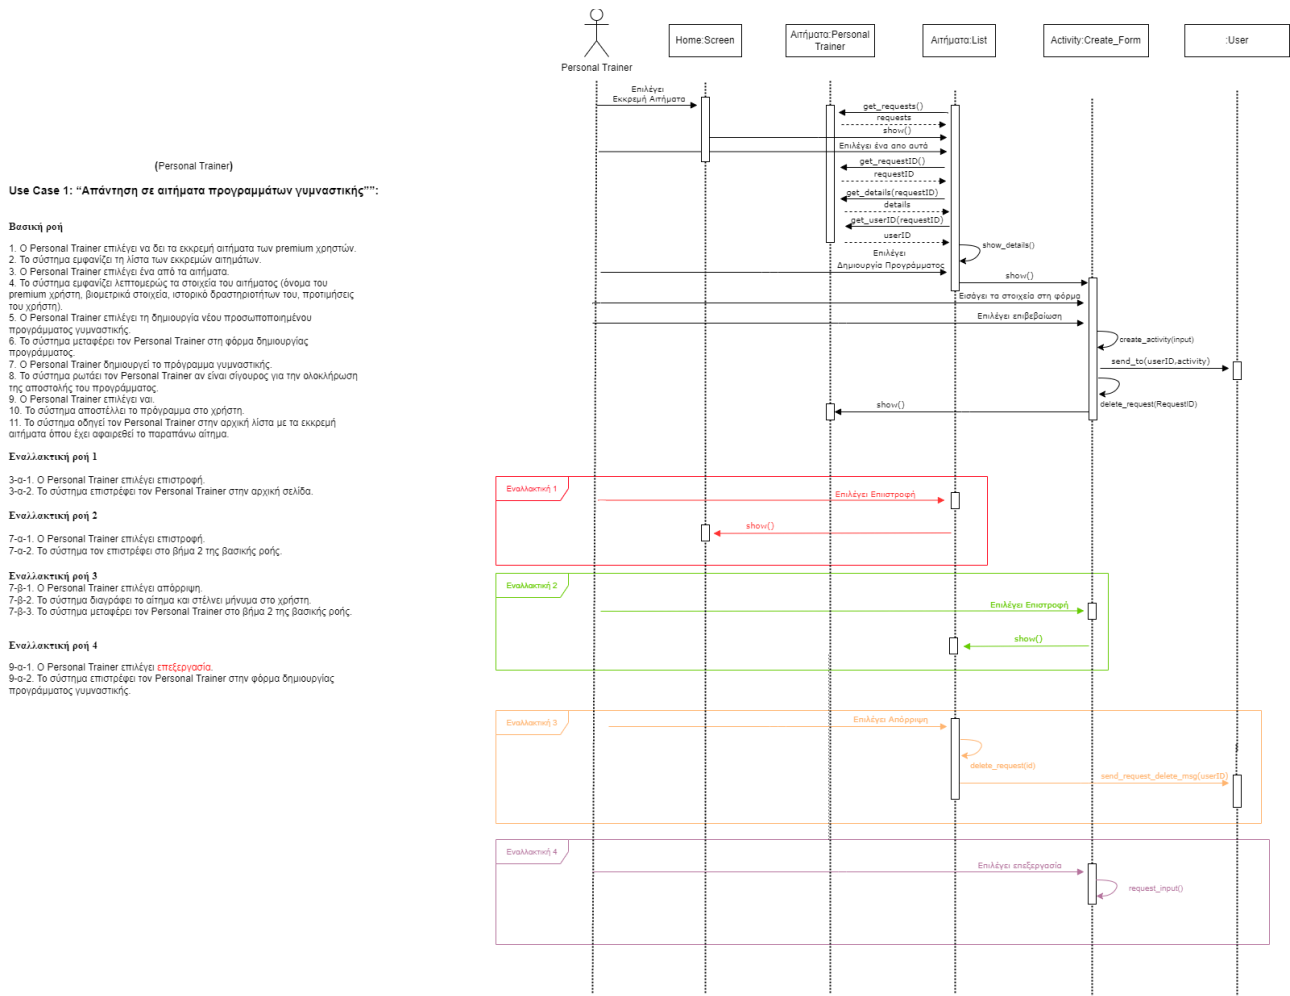 (Personal Trainer)
Use Case 1: “Απάντηση σε αιτήματα προγραμμάτων γυμναστικής””:
Βασική ροή
1. Ο Personal Trainer επιλέγει να δει τα εκκρεμή αιτήματα των premium χρηστών.
2. Το σύστημα εμφανίζει τη λίστα των εκκρεμών αιτημάτων.
3. Ο Personal Trainer επιλέγει ένα από τα αιτήματα.
4. Το σύστημα εμφανίζει λεπτομερώς τα στοιχεία του αιτήματος (όνομα του
premium χρήστη, βιομετρικά στοιχεία, ιστορικό δραστηριοτήτων του, προτιμήσεις
του χρήστη).
5. Ο Personal Trainer επιλέγει τη δημιουργία νέου προσωποποιημένου
προγράμματος γυμναστικής.
6. Το σύστημα μεταφέρει τον Personal Trainer στη φόρμα δημιουργίας
προγράμματος.
7. Ο Personal Trainer δημιουργεί το πρόγραμμα γυμναστικής.
8. Το σύστημα ρωτάει τον Personal Trainer αν είναι σίγουρος για την ολοκλήρωση
της αποστολής του προγράμματος.
9. Ο Personal Trainer επιλέγει ναι.
10. Το σύστημα αποστέλλει το πρόγραμμα στο χρήστη.
11. Το σύστημα οδηγεί τον Personal Trainer στην αρχική λίστα με τα εκκρεμή
αιτήματα όπου έχει αφαιρεθεί το παραπάνω αίτημα.
Εναλλακτική ροή 1
3-α-1. Ο Personal Trainer επιλέγει επιστροφή.
3-α-2. Το σύστημα επιστρέφει τον Personal Trainer στην αρχική σελίδα.
Εναλλακτική ροή 2
7-α-1. Ο Personal Trainer επιλέγει επιστροφή.
7-α-2. Το σύστημα τον επιστρέφει στο βήμα 2 της βασικής ροής.
Εναλλακτική ροή 3
7-β-1. Ο Personal Trainer επιλέγει απόρριψη.
7-β-2. Το σύστημα διαγράφει το αίτημα και στέλνει μήνυμα στο χρήστη.
7-β-3. Το σύστημα μεταφέρει τον Personal Trainer στο βήμα 2 της βασικής ροής.
Εναλλακτική ροή 4
9-α-1. Ο Personal Trainer επιλέγει επεξεργασία.
9-α-2. Το σύστημα επιστρέφει τον Personal Trainer στην φόρμα δημιουργίας
προγράμματος γυμναστικής.
Personal Trainer
Home:Screen
Αιτήματα:Personal
Trainer
Αιτήματα:List
Activity:Create_Form
:User
Επιλέγει
Εκκρεμή Αιτήματα
get_requests()
requests
show()
Επιλέγει ένα απο αυτά
get_requestID()
requestID
get_details(requestID)
details
get_userID(requestID)
userID
show_details()
Επιλέγει
Δημιουργία Προγράμματος
show()
Εισάγει τα στοιχεία στη φόρμα
Επιλέγει επιβεβαίωση
create_activity(input)
send_to(userID,activity)
delete_request(RequestID)
show()
Εναλλακτική 1
Επιλέγει Επιστροφή
show()
Εναλλακτική 2
Επιλέγει Επιστροφή
show()
Εναλλακτική 3
Επιλέγει Απόρριψη
delete_request(id)
send_request_delete_msg(userID)
Εναλλακτική 4
Επιλέγει επεξεργασία
request_input()